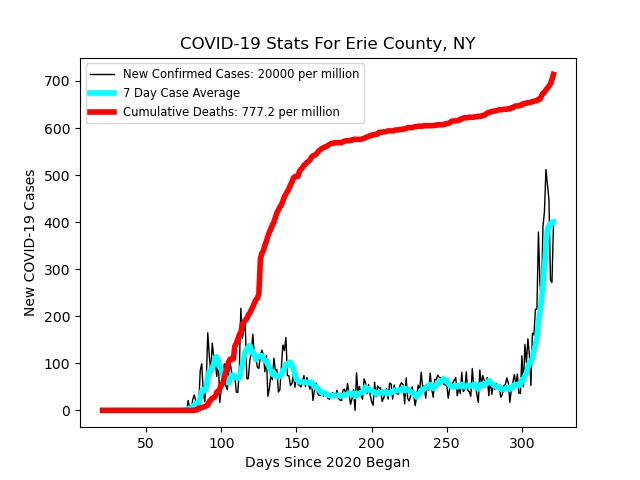 COVID-19 Stats For Erie County, NY
New Confirmed Cases: 20000 per million
7 Day Case Average
Cumulative Deaths: 777.2 per million
New COVID-19 Cases
700
600
500
400
300
200
100
0
50 100 150 200 250 300
Days Since 2020 Began